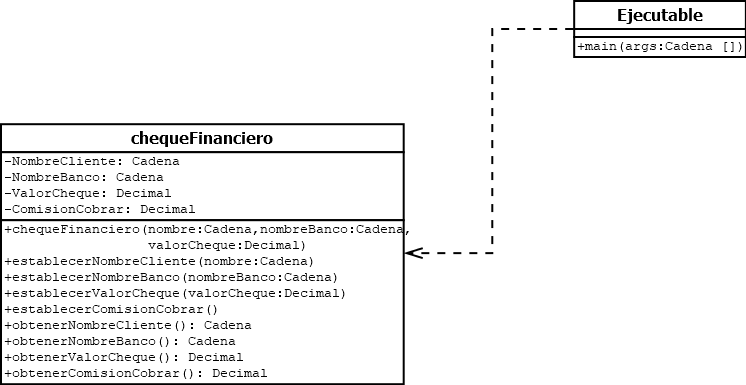 Ejecutable
+main(args:Cadena [])
chequeFinanciero
-NombreCliente: Cadena
-NombreBanco: Cadena
-ValorCheque: Decimal
-ComisionCobrar: Decimal
+chequeFinanciero(nombre:Cadena,nombreBanco:Cadena,
valorCheque:Decimal)
+establecerNombreCliente(nombre:Cadena)
+establecerNombreBanco(nombreBanco:Cadena)
+establecerValorCheque(valorCheque:Decimal)
+establecerComisionCobrar()
+obtenerNombreCliente(): Cadena
+obtenerNombreBanco(): Cadena
+obtenerValorCheque(): Decimal
+obtenerComisionCobrar(): Decimal